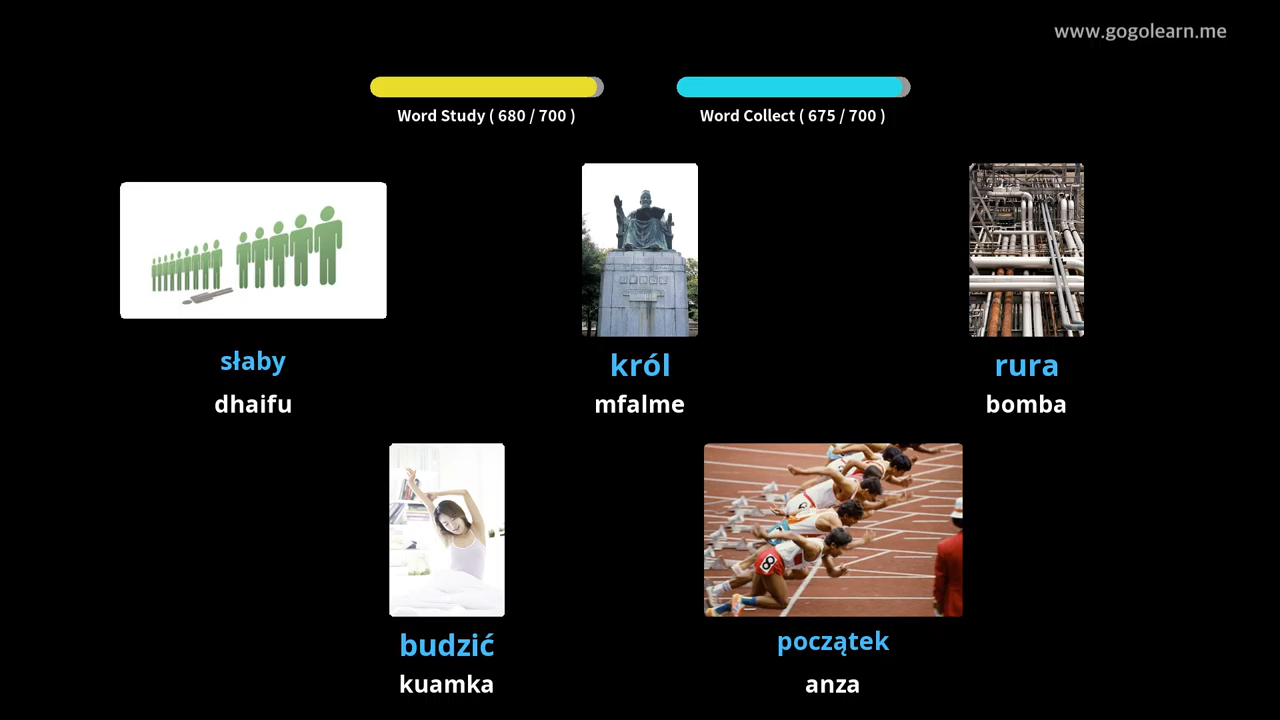 www.gogolearn.me
Word Study ( 680 / 700 )
Word Collect ( 675 / 700 )
słaby
dhaifu
król
mfalme
rura
bomba
budzić
kuamka
początek
anza